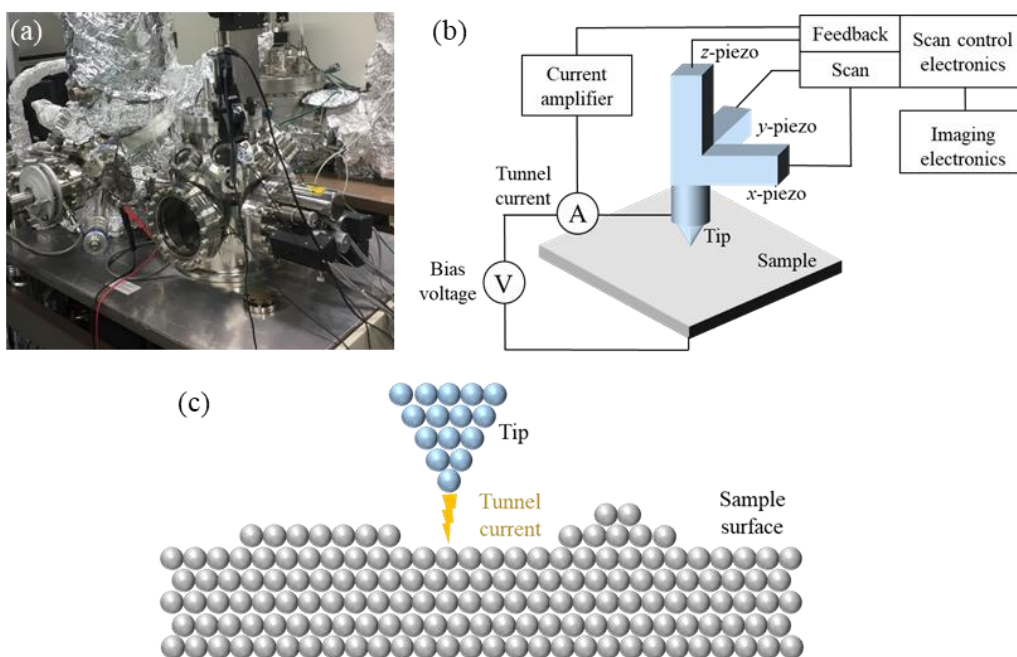 (a)
(b)
z-piezo
Feedback
Scan control
electronics
Current
amplifier
Scan
y-piezo
Imaging
electronics
Tunnel
current
x-piezo
A
Tip
Bias
voltage
V
Sample
(c)
Tip
Tunnel
current
Sample
surface